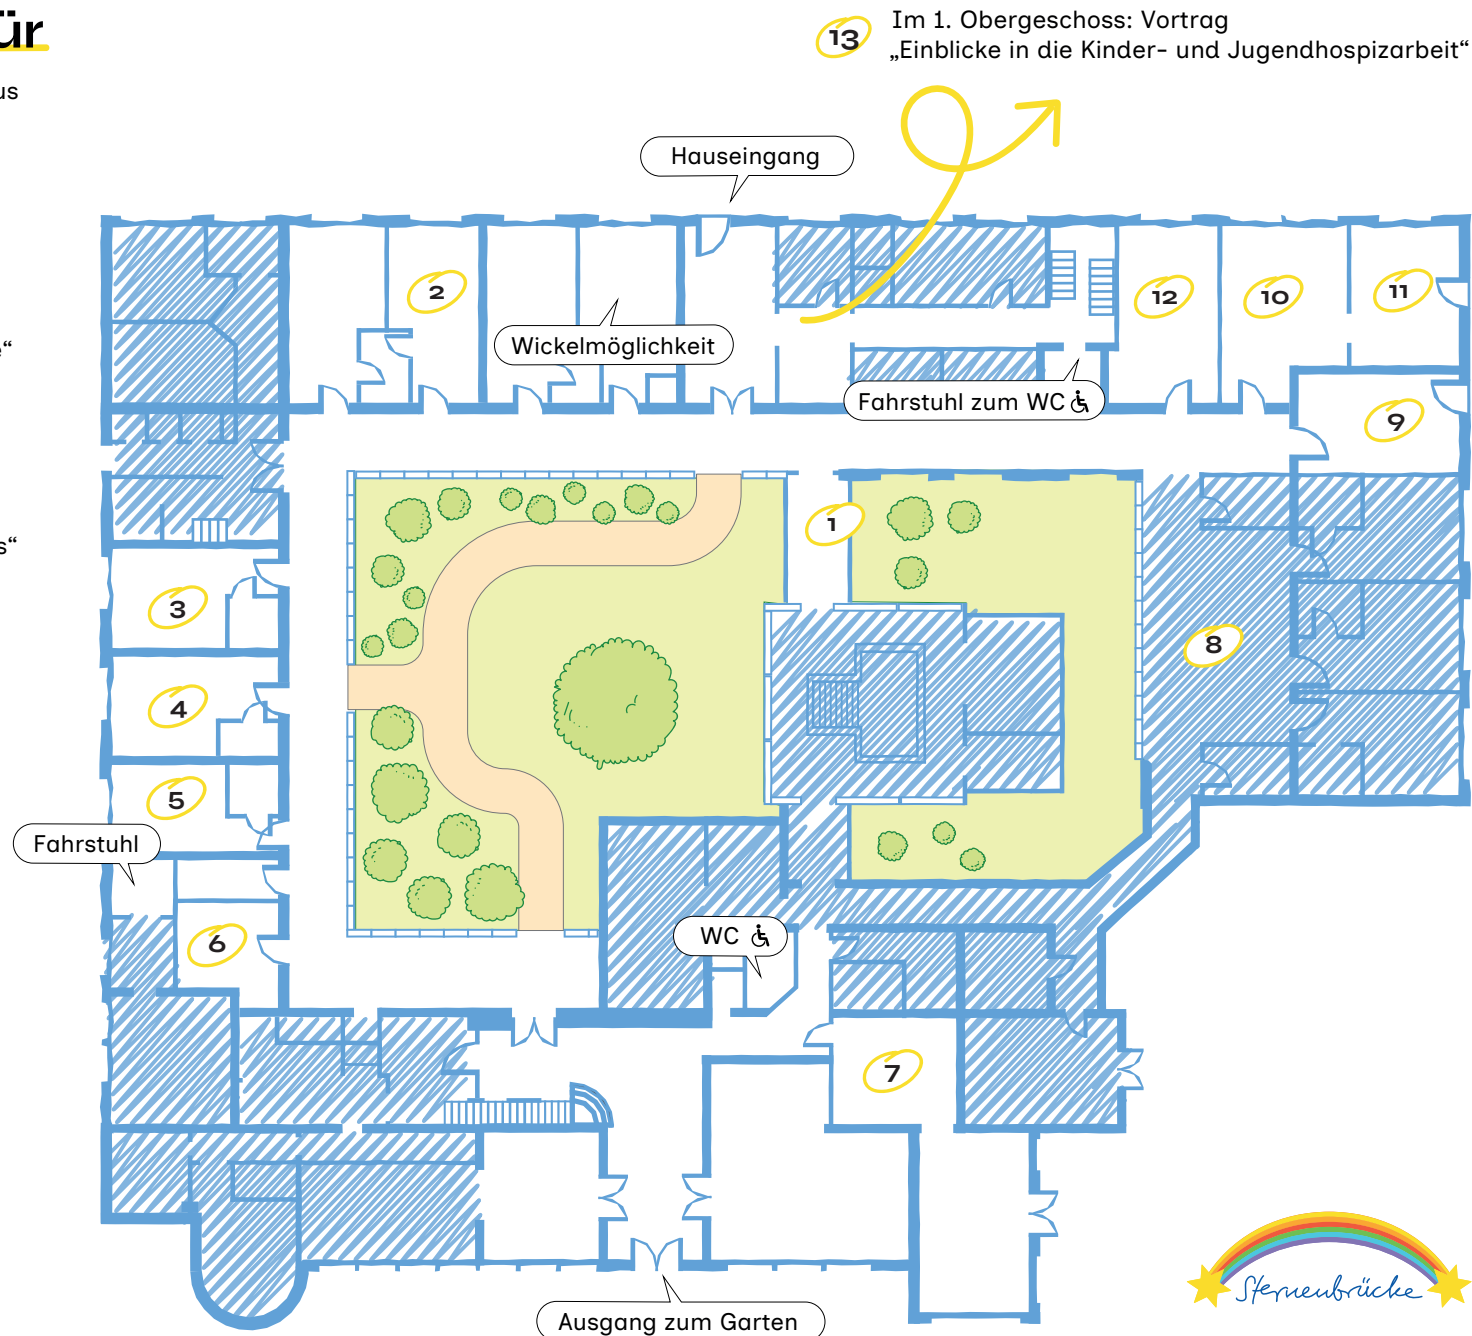 ür
us
“
s“
13
Im 1. Obergeschoss: Vortrag
„Einblicke in die Kinder- und Jugendhospizarbeit“
Hauseingang
2
12
10
11
Wickelmöglichkeit
Fahrstuhl zum WC
9
1
3
8
4
5
Fahrstuhl
6
WC
7
Sternenbrücke
Ausgang zum Garten